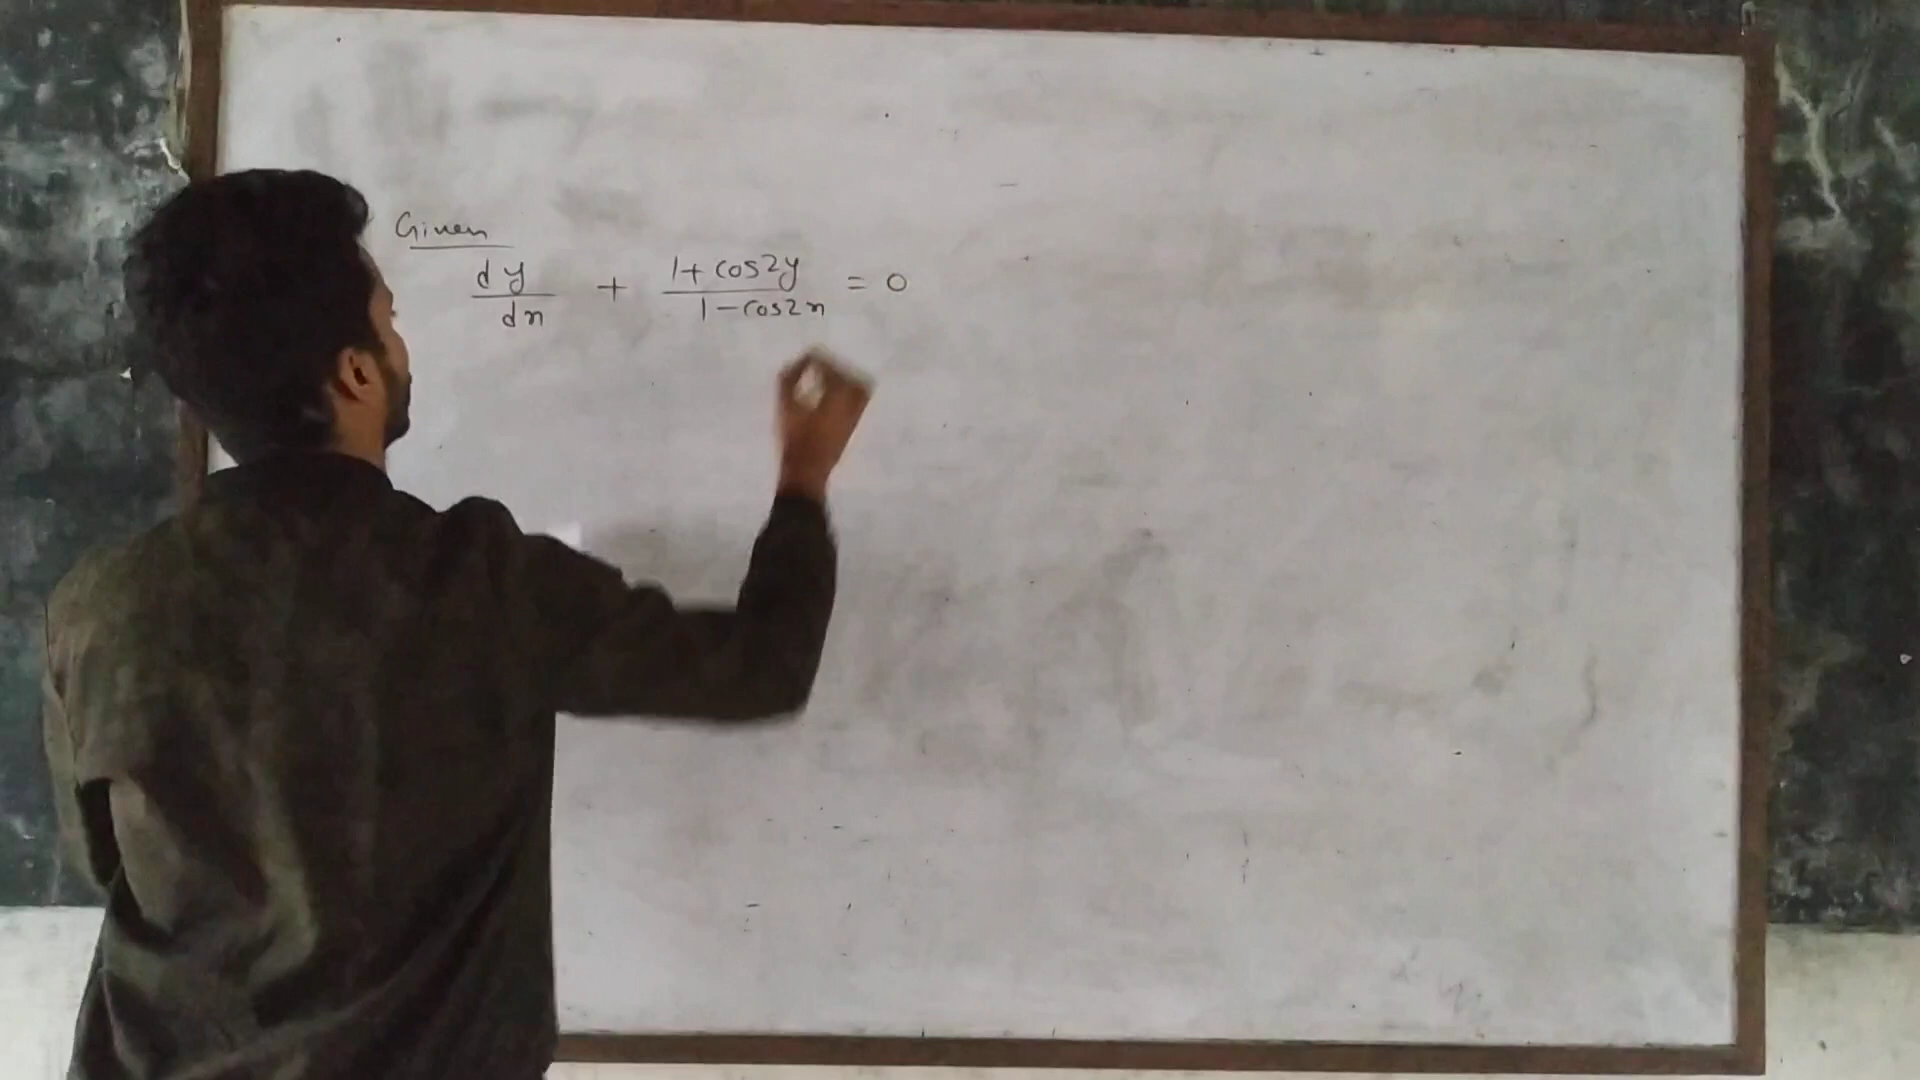 Given
dy/dx + (1+cos2y)/(1-cos2x) = 0